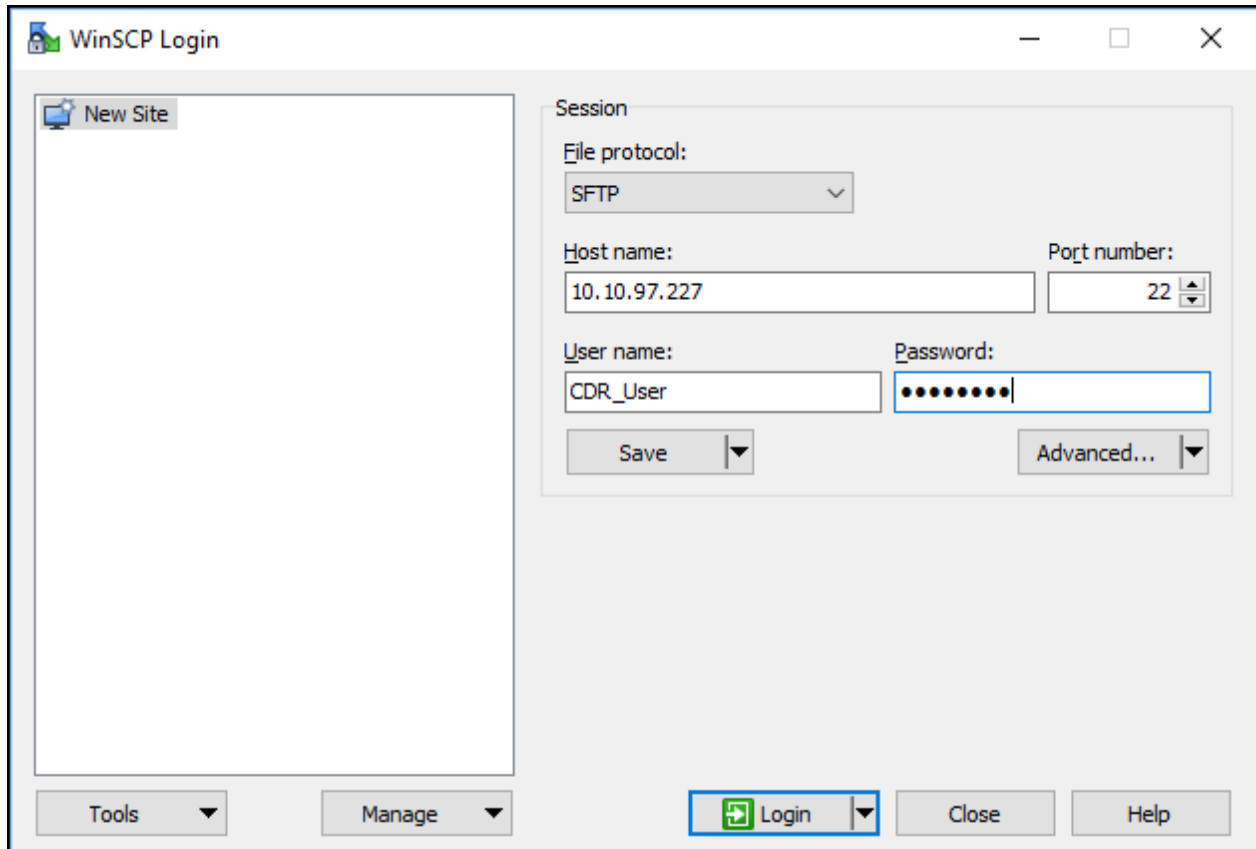 WinSCP Login
New Site
Session
File protocol:
SFTP
Host name:
Port number:
10.10.97.227
22
User name:
Password:
CDR_User
••••••••
Save
Advanced...
Tools
Manage
Login
Close
Help